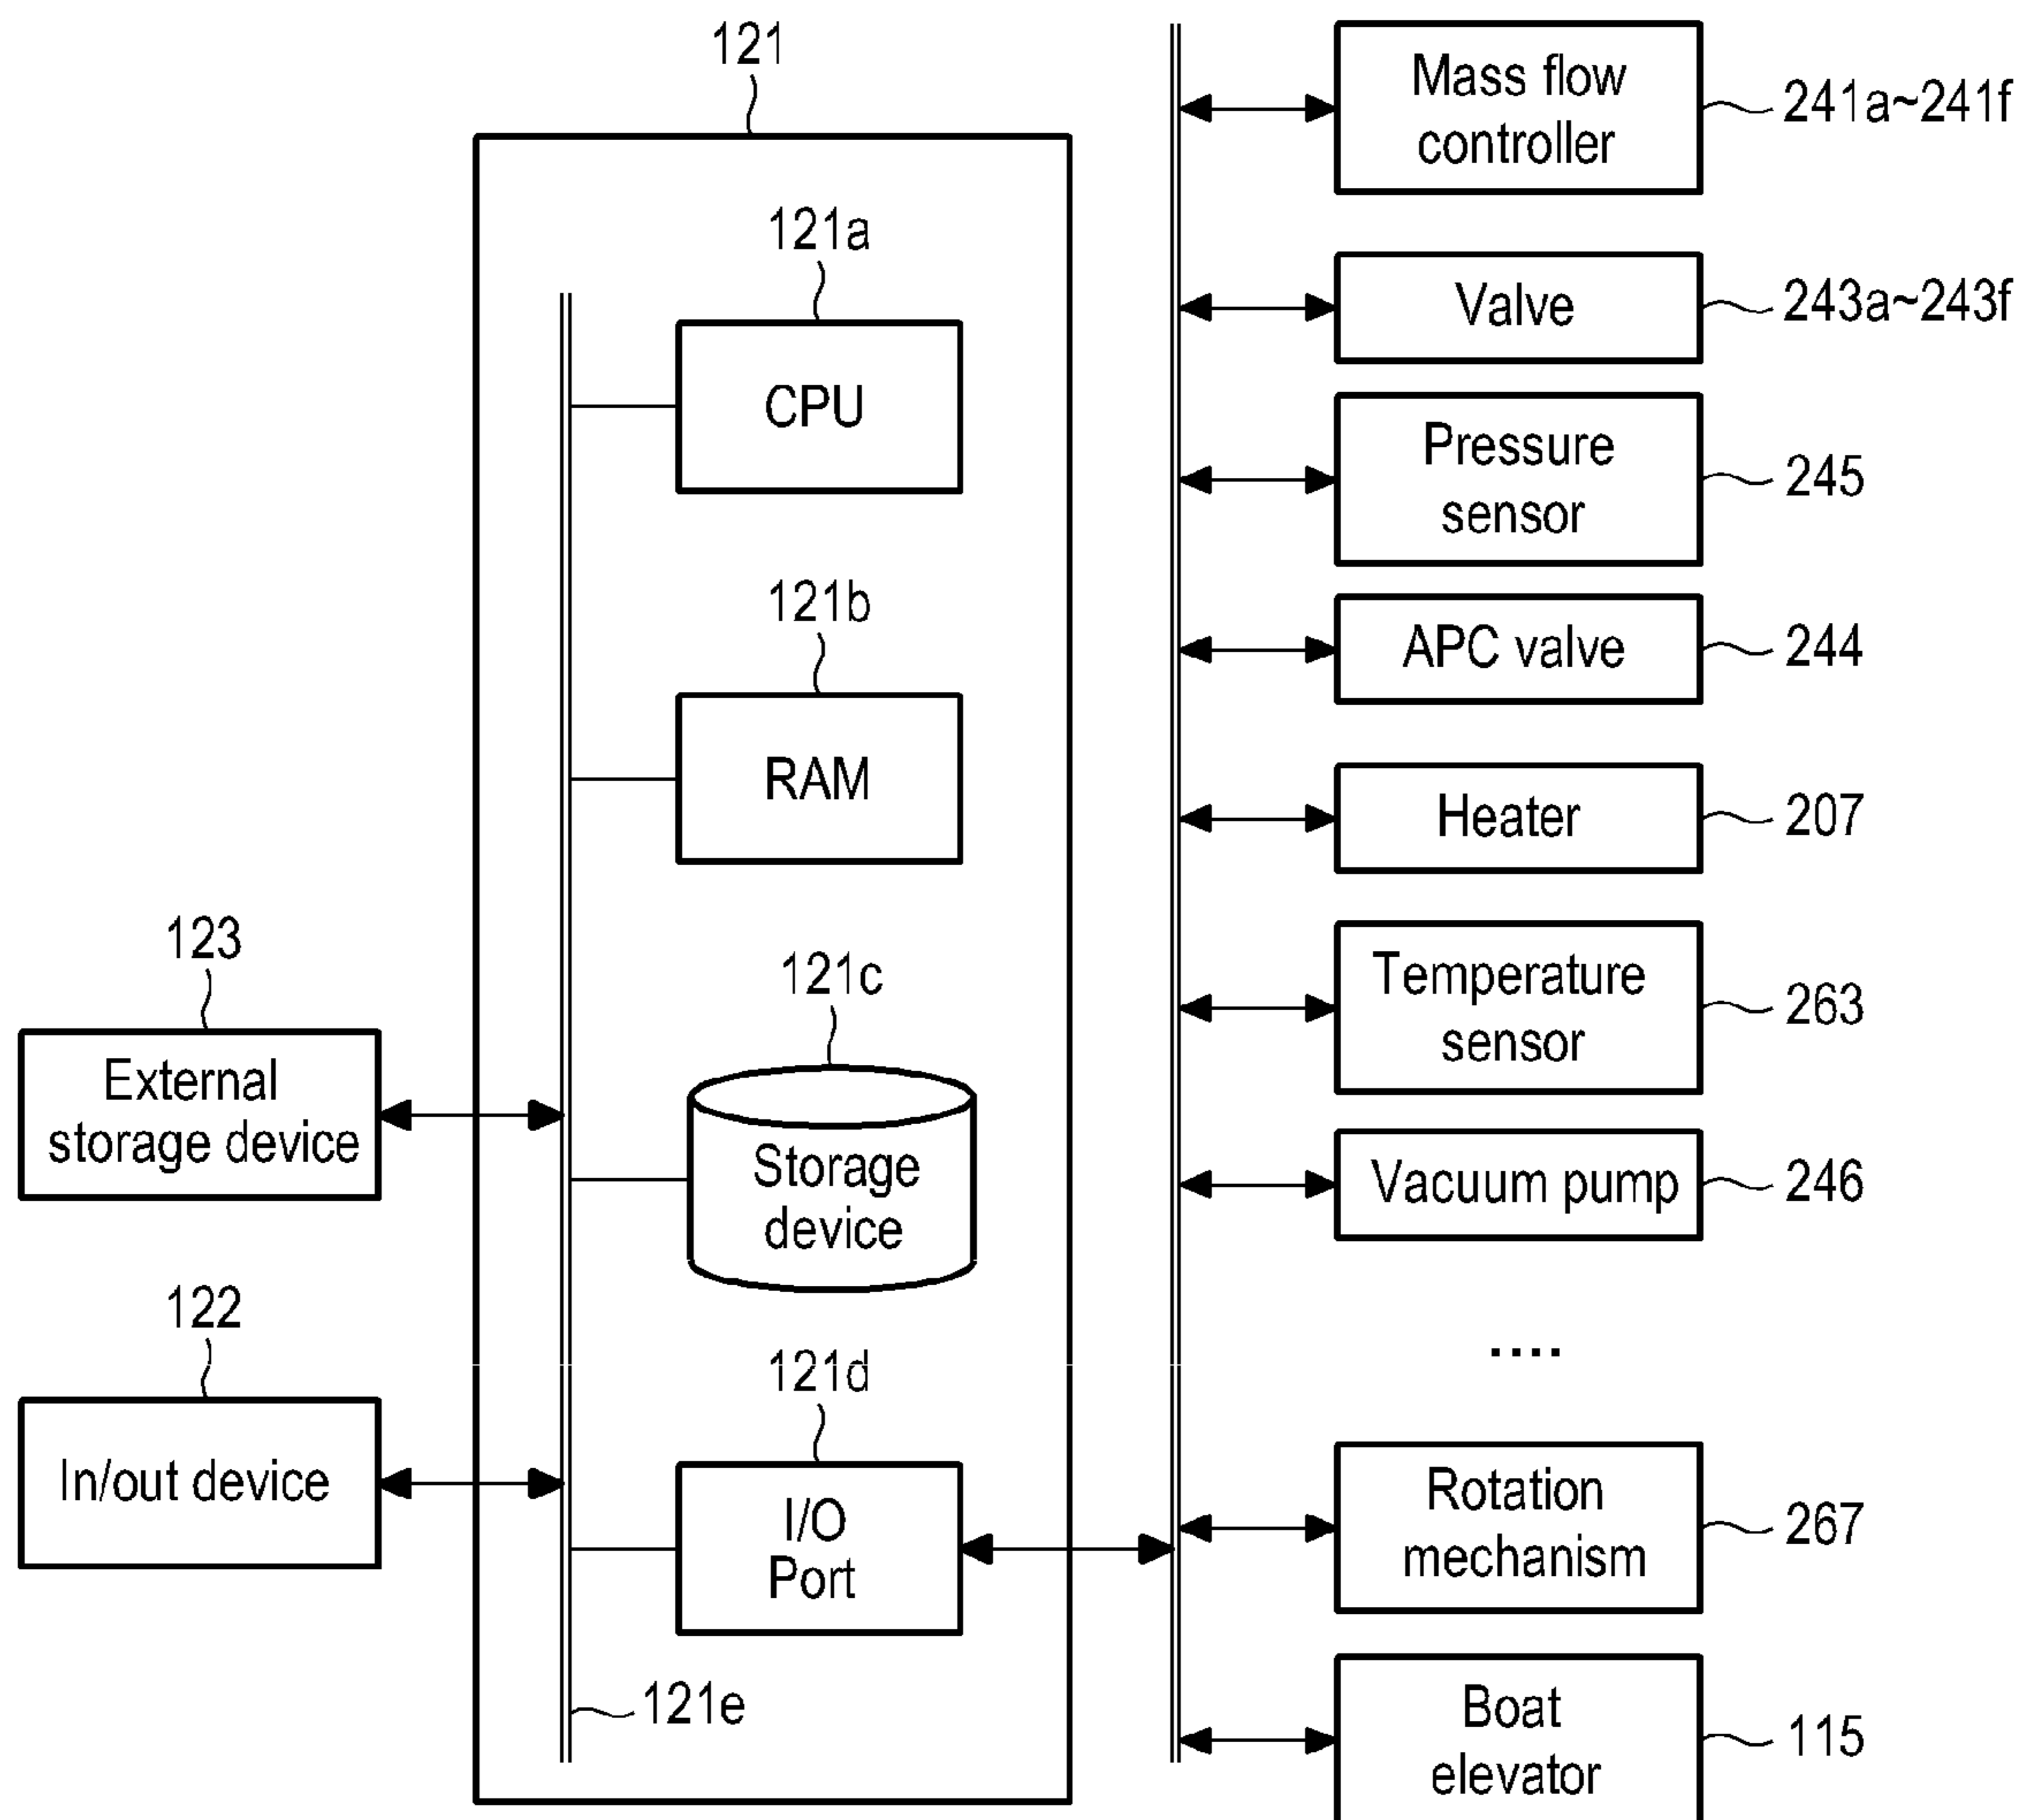 121
121a
CPU
121b
RAM
121c
Storage
device
121d
I/O
Port
121e
123
External
storage device
122
In/out device
Mass flow
controller
241a~241f
Valve
243a~243f
Pressure
sensor
245
APC valve
244
Heater
207
Temperature
sensor
263
Vacuum pump
246
....
Rotation
mechanism
267
Boat
elevator
115